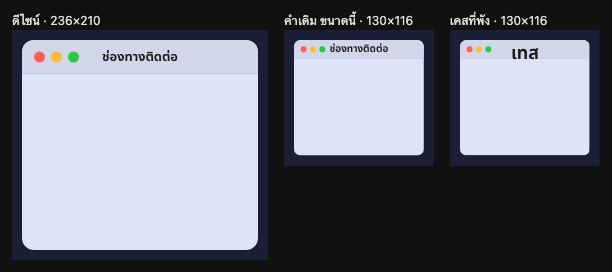 ดีไซน์ · 236×210
คำเดิม ขนาดนี้ · 130×116
เคสที่พัง · 130×116
ช่องทางติดต่อ
ช่องทางติดต่อ
เทส